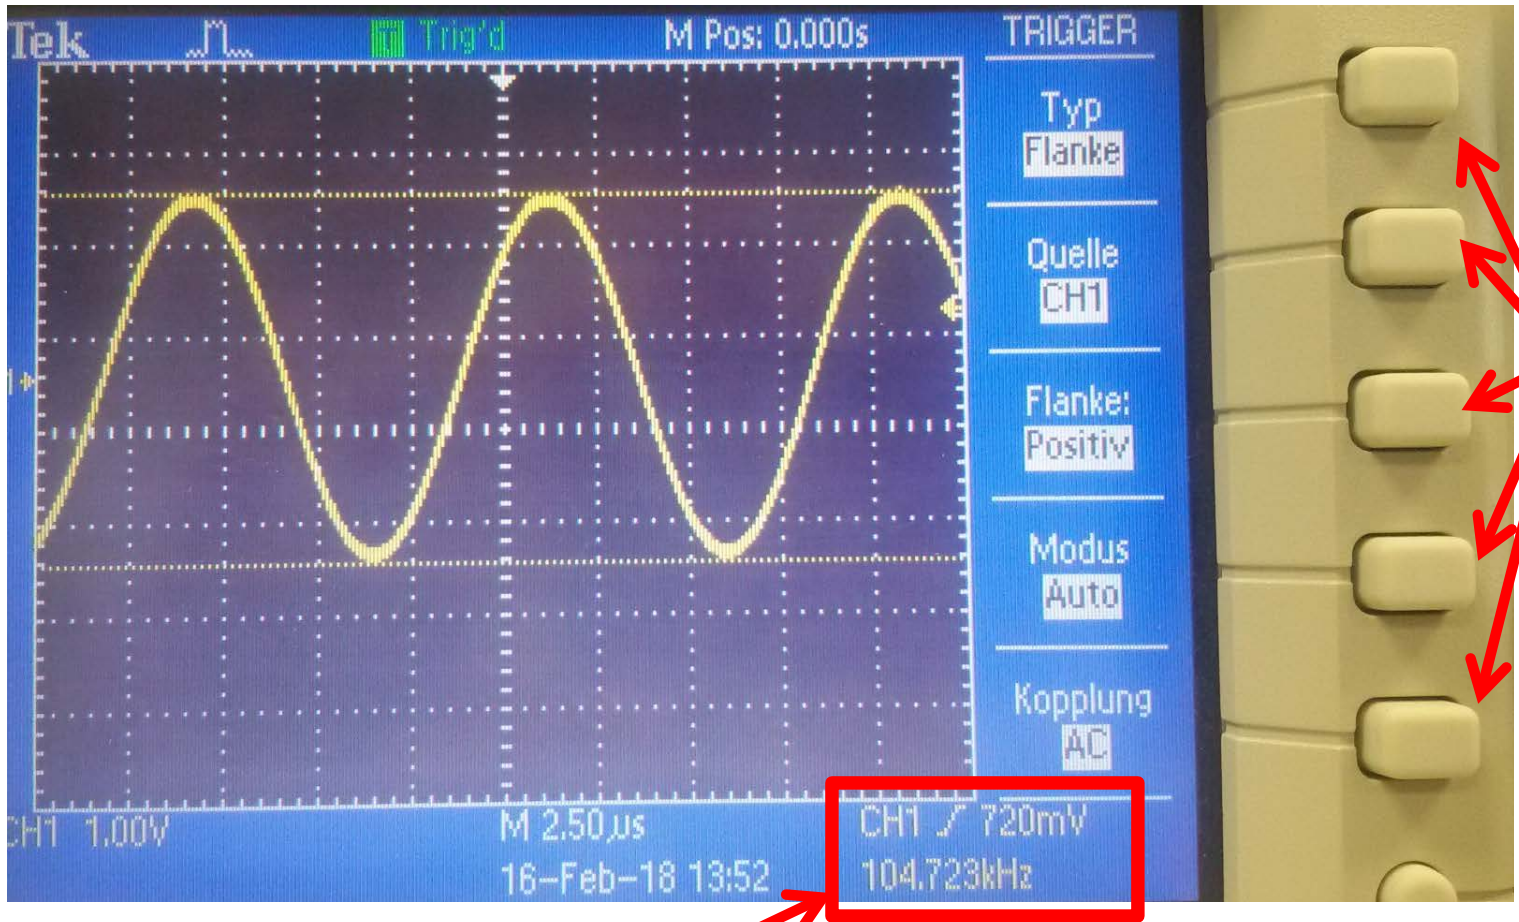 Tek T Trig'd M Pos: 0.000s TRIGGER
Typ
Flanke
Quelle
CH1
1
Flanke:
Positiv
Modus
Auto
Kopplung
AC
CH1 1.00V M 2.50µs CH1 720mV
16-Feb-18 13:52 104.723kHz